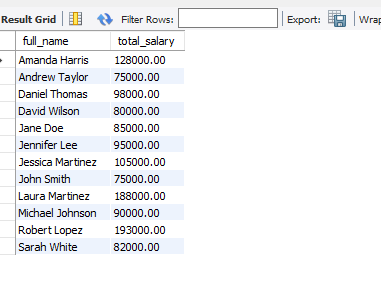 Result Grid Filter Rows: Export: Wrap
full_name total_salary
Amanda Harris 128000.00
Andrew Taylor 75000.00
Daniel Thomas 98000.00
David Wilson 80000.00
Jane Doe 85000.00
Jennifer Lee 95000.00
Jessica Martinez 105000.00
John Smith 75000.00
Laura Martinez 188000.00
Michael Johnson 90000.00
Robert Lopez 193000.00
Sarah White 82000.00